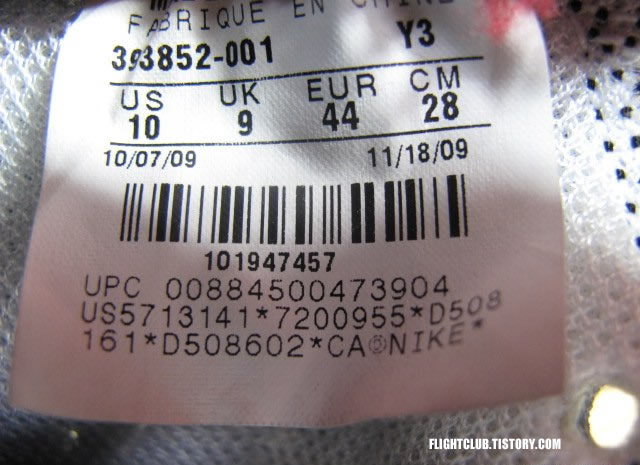 FABRIQUE EN CHINE
393852-001 Y3
US UK EUR CM
10 9 44 28
10/07/09 11/18/09
101947457
UPC 00884500473904
US5713141*7200955*D508
161*D508602*CA®NIKE*
FLIGHTCLUB.TISTORY.COM